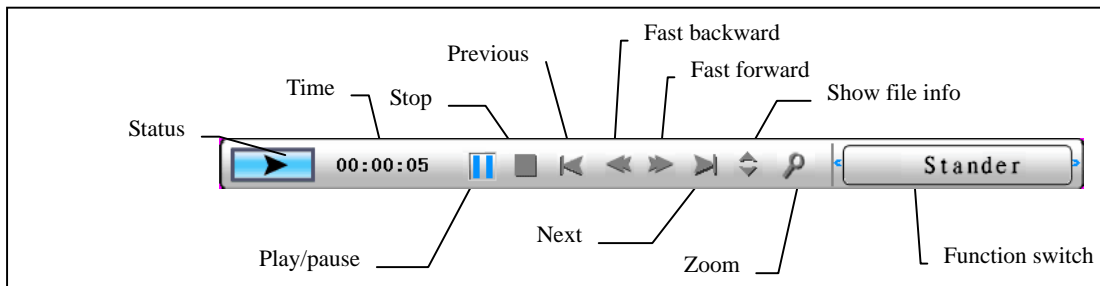 Fast backward
Previous
Fast forward
Time
Stop
Show file info
Status
00:00:05
Stander
Next
Play/pause
Zoom
Function switch